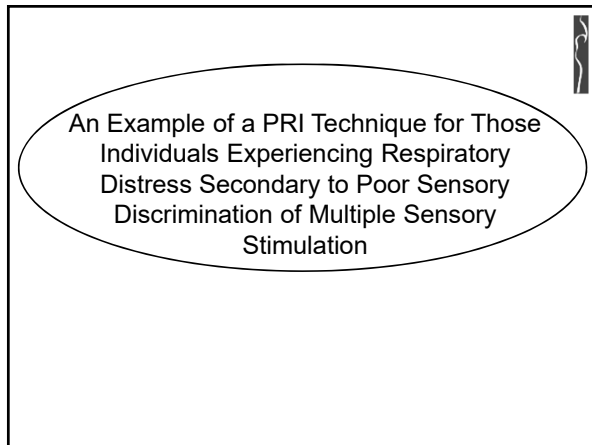 An Example of a PRI Technique for Those
Individuals Experiencing Respiratory
Distress Secondary to Poor Sensory
Discrimination of Multiple Sensory
Stimulation